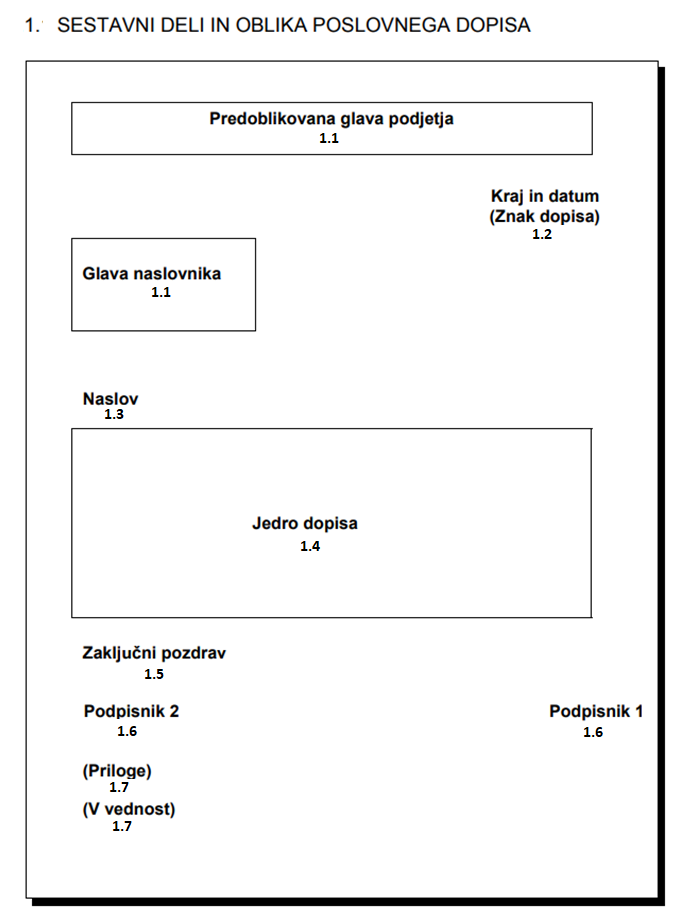 1. SESTAVNI DELI IN OBLIKA POSLOVNEGA DOPISA
Predoblikovana glava podjetja
1.1
Kraj in datum
(Znak dopisa)
1.2
Glava naslovnika
1.1
Naslov
1.3
Jedro dopisa
1.4
Zaključni pozdrav
1.5
Podpisnik 2
1.6
Podpisnik 1
1.6
(Priloge)
1.7
(V vednost)
1.7